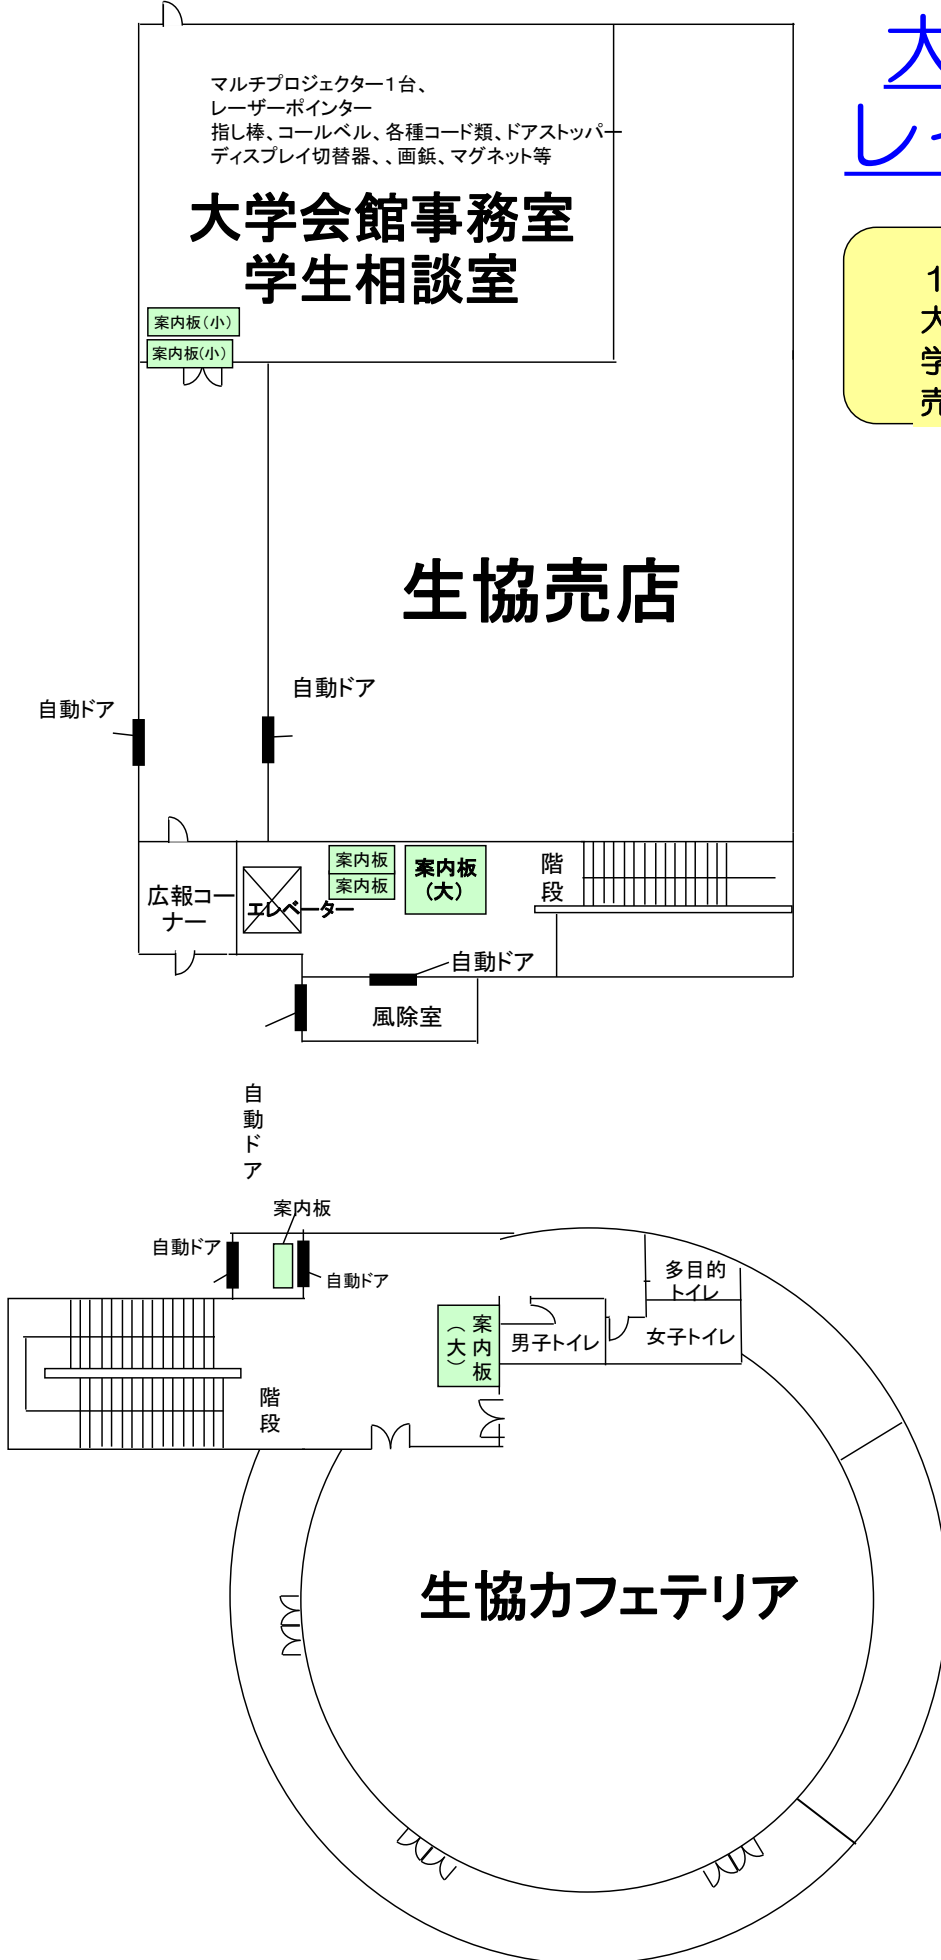 大
レイ
マルチプロジェクター1台、
レーザーポインター
指し棒、コールベル、各種コード類、ドアストッパー
ディスプレイ切替器、、画鋲、マグネット等
大学会館事務室
学生相談室
1
大
学
売
案内板(小)
案内板(小)
生協売店
自動ドア
自動ドア
案内板
案内板
案内板
(大)
階
段
広報コー
ナー
エレベーター
自動ドア
風除室
自
動
ド
ア
案内板
自動ドア
自動ドア
多目的
トイレ
案内板
(大)
男子トイレ
女子トイレ
階
段
生協カフェテリア